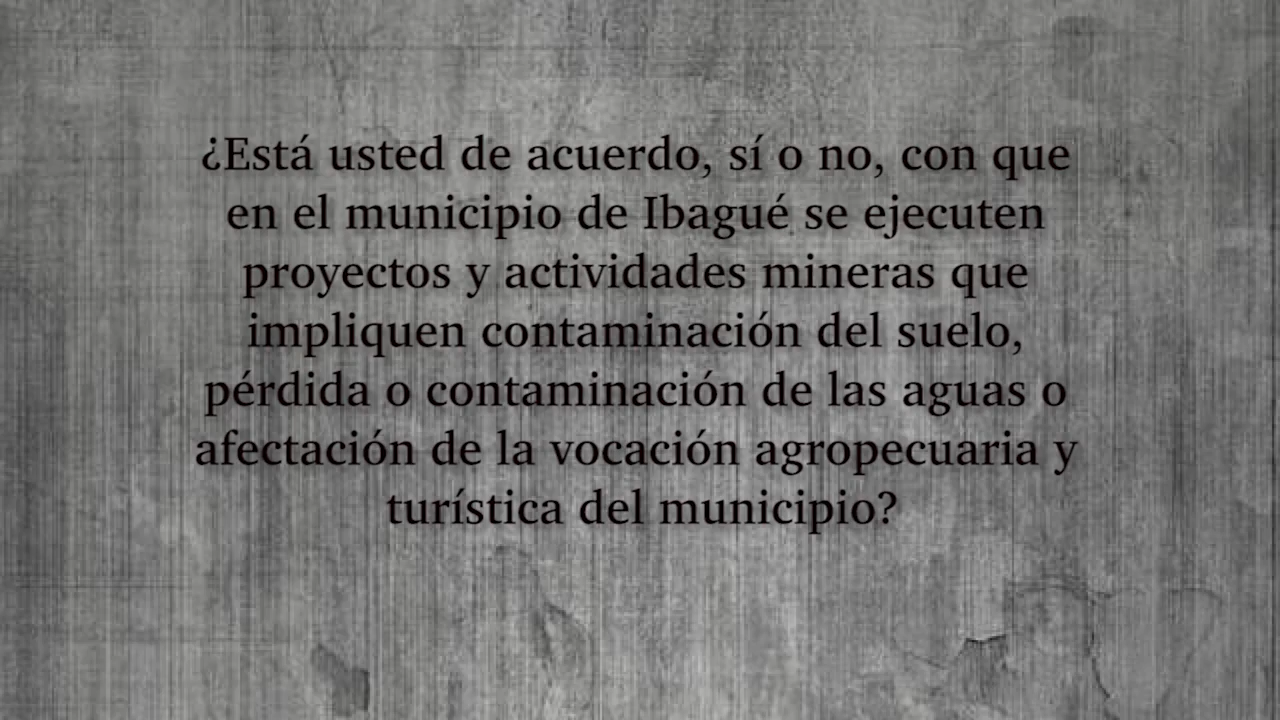 ¿Está usted de acuerdo, sí o no, con que
en el municipio de Ibagué se ejecuten
proyectos y actividades mineras que
impliquen contaminación del suelo,
pérdida o contaminación de las aguas o
afectación de la vocación agropecuaria y
turística del municipio?